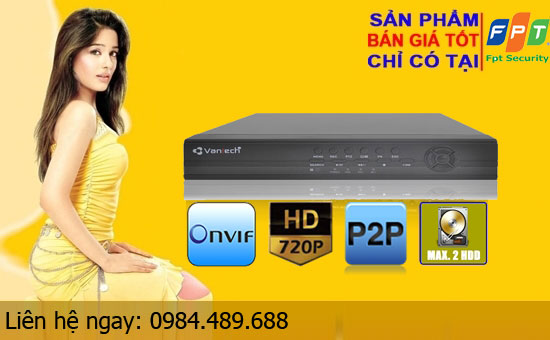 SẢN PHẨM
BÁN GIÁ TỐT
CHỈ CÓ TẠI
FPT
Fpt Security
Vantech
Onvif
HD
720P
P2P
MAX. 2 HDD
Liên hệ ngay: 0984.489.688